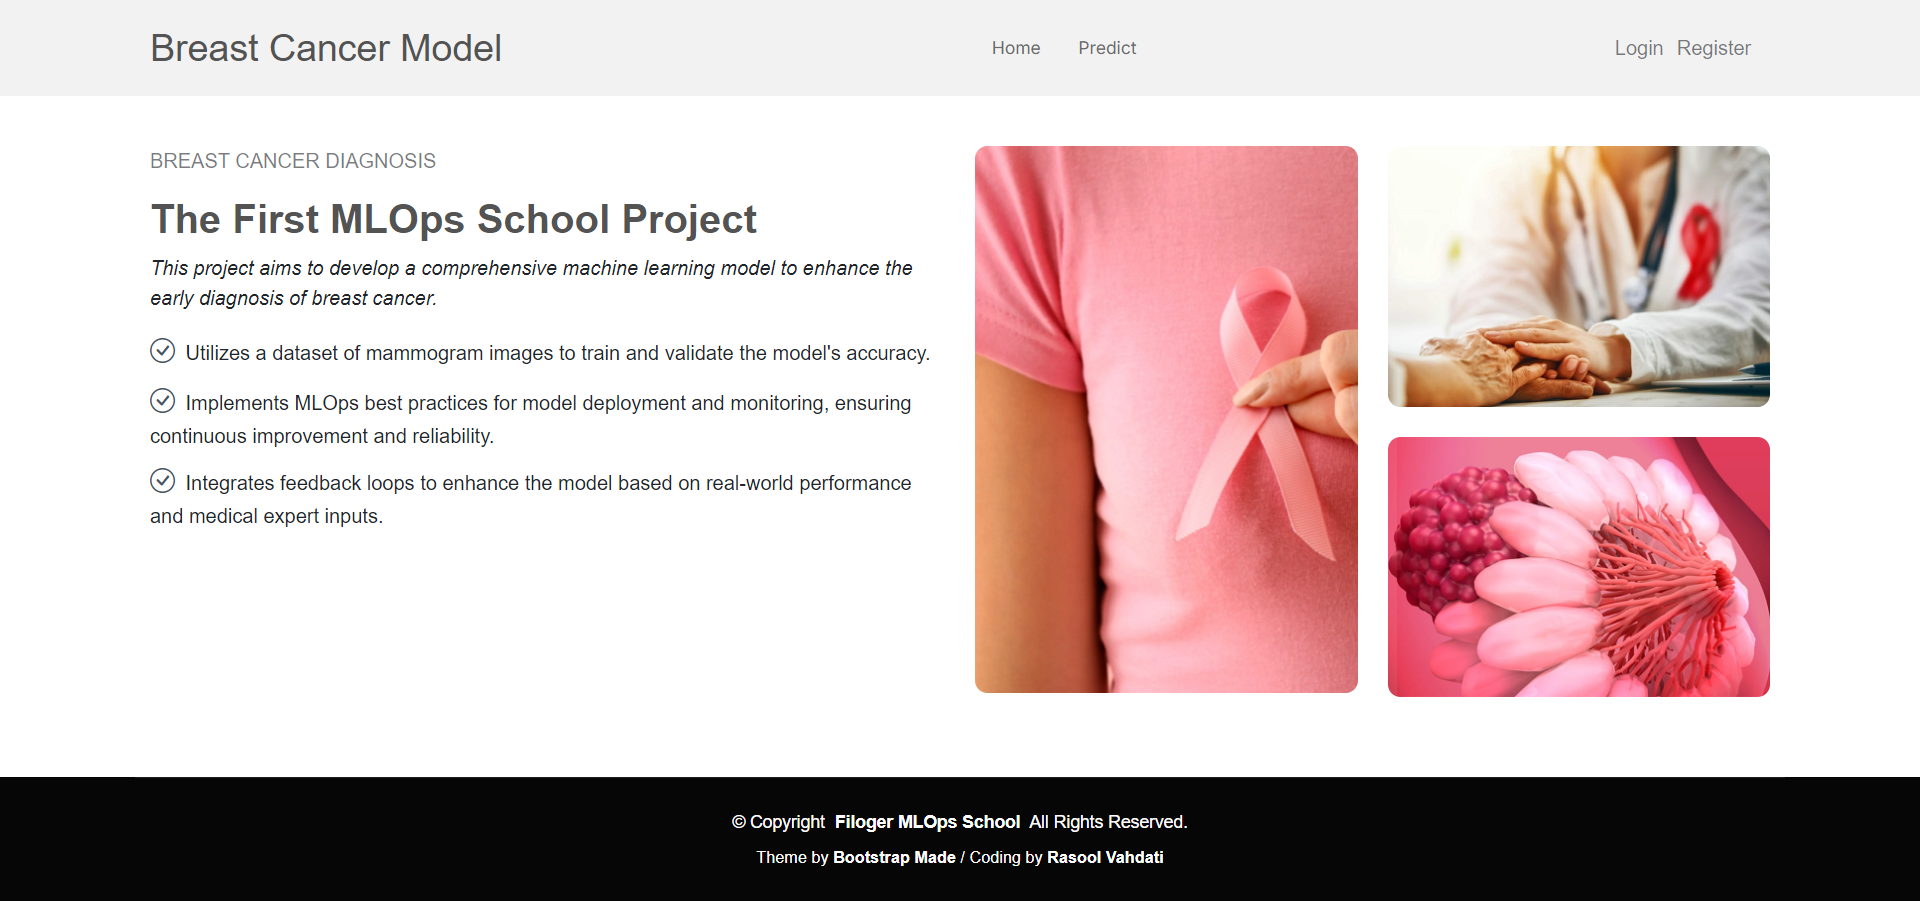 Breast Cancer Model
Home Predict
Login Register
BREAST CANCER DIAGNOSIS
The First MLOps School Project
This project aims to develop a comprehensive machine learning model to enhance the
early diagnosis of breast cancer.
Utilizes a dataset of mammogram images to train and validate the model's accuracy.
Implements MLOps best practices for model deployment and monitoring, ensuring
continuous improvement and reliability.
Integrates feedback loops to enhance the model based on real-world performance
and medical expert inputs.
© Copyright Filoger MLOps School All Rights Reserved.
Theme by Bootstrap Made / Coding by Rasool Vahdati